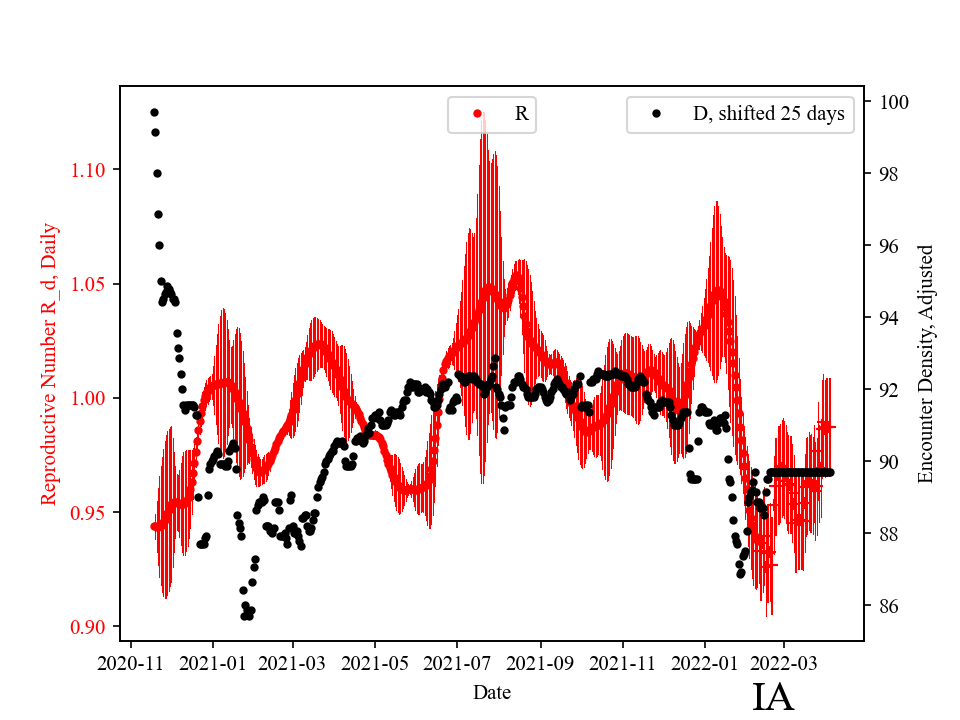 R
D, shifted 25 days
Reproductive Number R_d, Daily
1.10
1.05
1.00
0.95
0.90
100
98
96
94
92
90
88
86
Encounter Density, Adjusted
2020-11 2021-01 2021-03 2021-05 2021-07 2021-09 2021-11 2022-01 2022-03
Date
IA